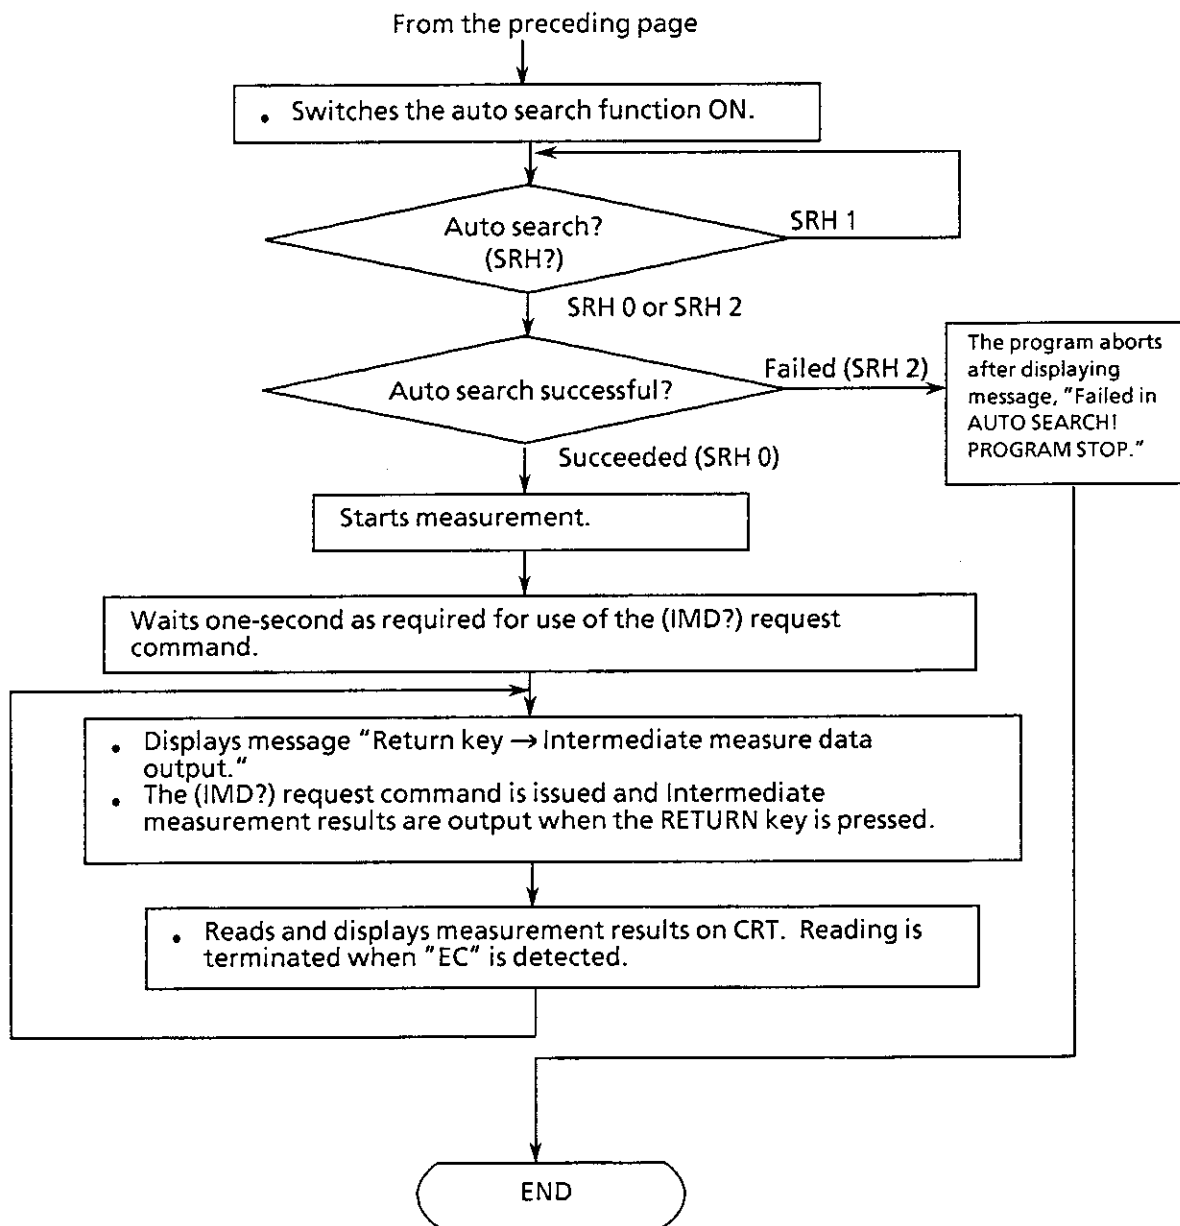 From the preceding page
• Switches the auto search function ON.
Auto search?
(SRH?)
SRH 1
SRH 0 or SRH 2
Auto search successful?
Failed (SRH 2)
The program aborts
after displaying
message, "Failed in
AUTO SEARCH!
PROGRAM STOP."
Succeeded (SRH 0)
Starts measurement.
Waits one-second as required for use of the (IMD?) request
command.
• Displays message "Return key → Intermediate measure data
output."
• The (IMD?) request command is issued and Intermediate
measurement results are output when the RETURN key is pressed.
• Reads and displays measurement results on CRT. Reading is
terminated when "EC" is detected.
END